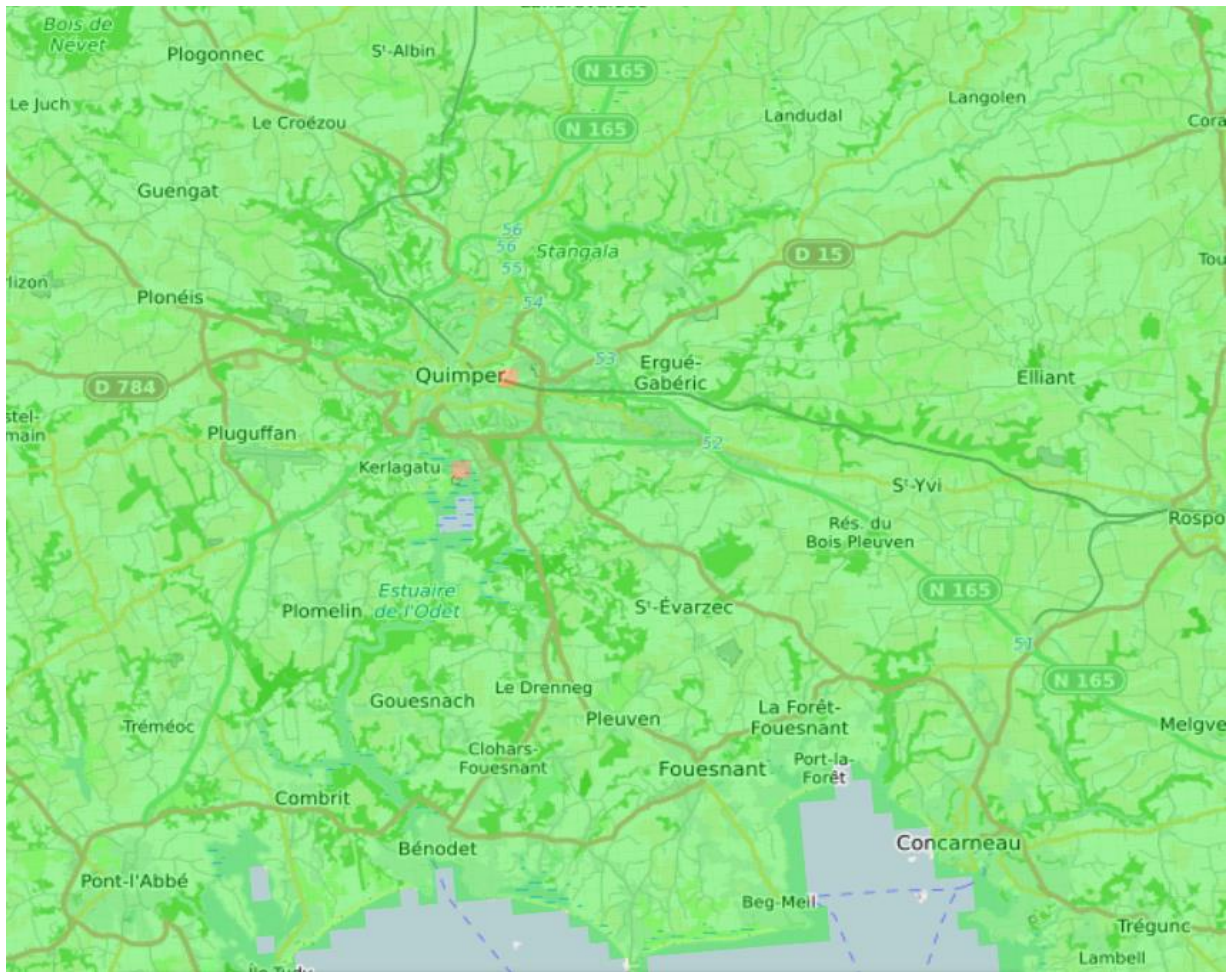 Bois de
Nevet
Plogonnec
Sᵗ-Albin
N 165
Le Juch
Langolen
Landudal
Le Croëzou
N 165
Guengat
56
56
Stangala
55
D 15
Plonéis
54
53
Quimper
Ergué-
Gabéric
Elliant
D 784
Pluguffan
52
Kerlagatu
Sᵗ-Yvi
Rés. du
Bois Pleuven
Estuaire
de l'Odet
N 165
Plomelin
Sᵗ-Évarzec
51
N 165
Gouesnach
Le Drenneg
Pleuven
La Forêt-
Fouesnant
Tréméoc
Clohars-
Fouesnant
Fouesnant
Port-la-
Forêt
Combrit
Bénodet
Concarneau
Pont-l'Abbé
Beg-Meil
Trégunc
Lambell